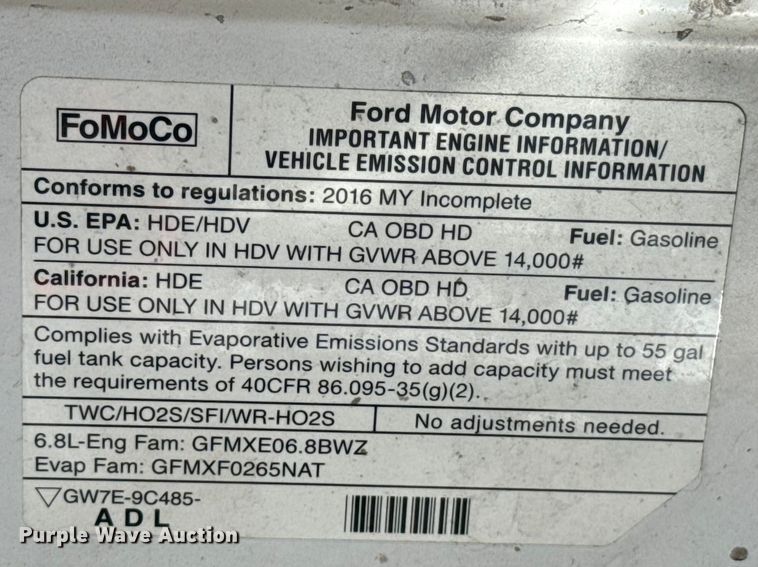 FoMoCo
Ford Motor Company
IMPORTANT ENGINE INFORMATION/
VEHICLE EMISSION CONTROL INFORMATION
Conforms to regulations: 2016 MY Incomplete
U.S. EPA: HDE/HDV CA OBD HD Fuel: Gasoline
FOR USE ONLY IN HDV WITH GVWR ABOVE 14,000#
California: HDE CA OBD HD Fuel: Gasoline
FOR USE ONLY IN HDV WITH GVWR ABOVE 14,000#
Complies with Evaporative Emissions Standards with up to 55 gal
fuel tank capacity. Persons wishing to add capacity must meet
the requirements of 40CFR 86.095-35(g)(2).
TWC/HO2S/SFI/WR-HO2S No adjustments needed.
6.8L-Eng Fam: GFMXE06.8BWZ
Evap Fam: GFMXF0265NAT
GW7E-9C485-
A D L
Purple Wave Auction